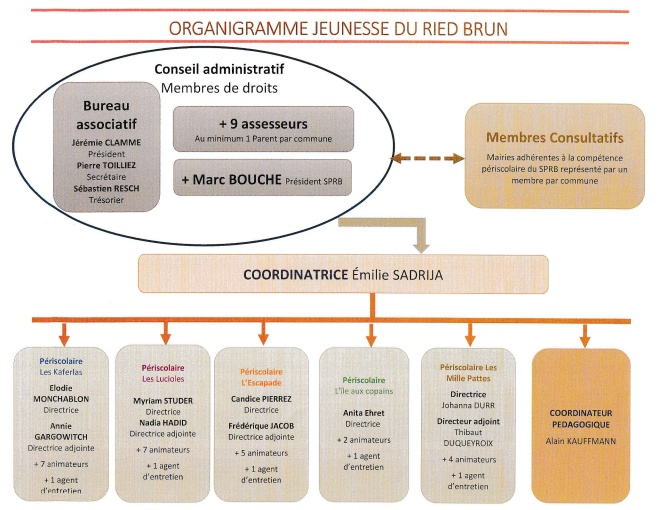 ORGANIGRAMME JEUNESSE DU RIED BRUN
Conseil administratif
Membres de droits
Bureau
associatif
Jérémie CLAMME
Président
Pierre TOILLIEZ
Secrétaire
Sébastien RESCH
Trésorier
+ 9 assesseurs
Au minimum 1 Parent par commune
+ Marc BOUCHE Président SPRB
Membres Consultatifs
Mairies adhérentes à la compétence
périscolaire du SPRB représenté par un
membre par commune
COORDINATRICE Émilie SADRIJA
Périscolaire
Les Kaferlas
Elodie
MONCHABLON
Directrice
Annie
GARGOWITCH
Directrice adjointe
+ 7 animateurs
+ 1 agent
d'entretien
Périscolaire
Les Lucioles
Myriam STUDER
Directrice
Nadia HADID
Directrice adjointe
+ 7 animateurs
+ 1 agent
d'entretien
Périscolaire
L'Escapade
Candice PIERREZ
Directrice
Frédérique JACOB
Directrice adjointe
+ 5 animateurs
+ 1 agent
d'entretien
Périscolaire
L'île aux copains
Anita Ehret
Directrice
+ 2 animateurs
+ 1 agent
d'entretien
Périscolaire Les
Mille Pattes
Directrice
Johanna DURR
Directeur adjoint
Thibaut
DUQUEYROIX
+ 4 animateurs
+ 1 agent
d'entretien
COORDINATEUR
PEDAGOGIQUE
Alain KAUFFMANN